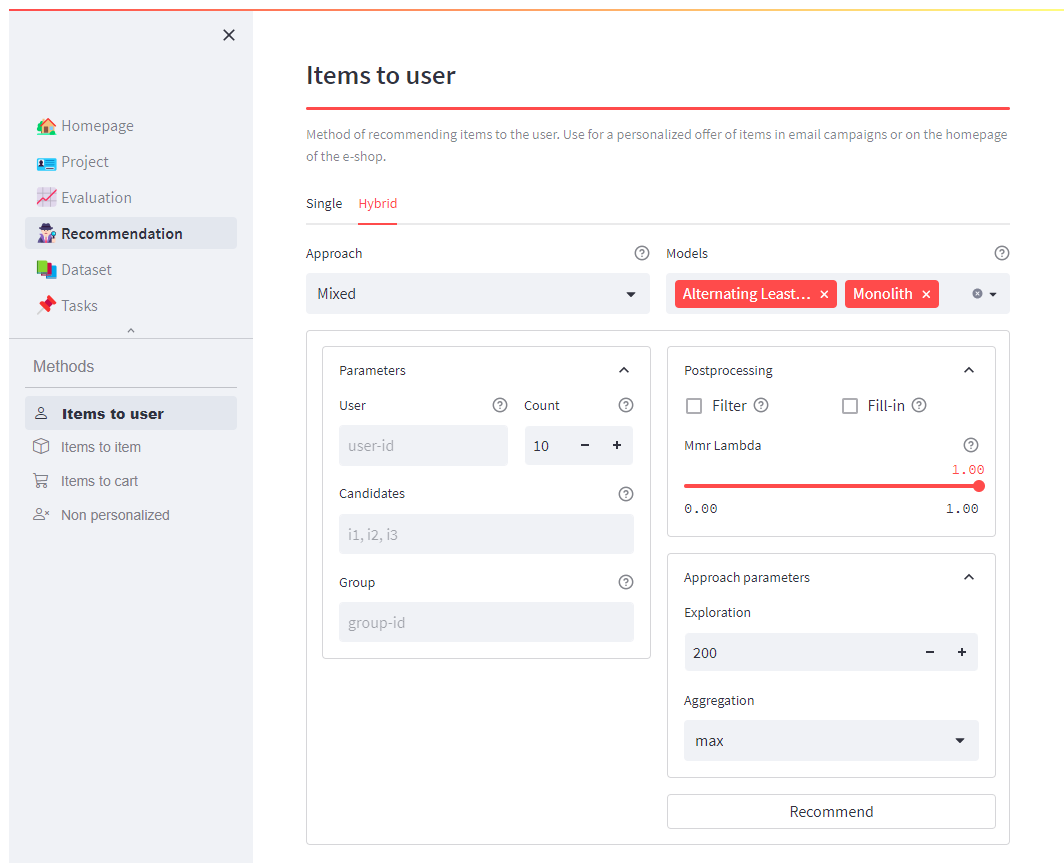 Homepage
Project
Evaluation
Recommendation
Dataset
Tasks
Methods
Items to user
Items to item
Items to cart
Non personalized
Items to user
Method of recommending items to the user. Use for a personalized offer of items in email campaigns or on the homepage
of the e-shop.
Single Hybrid
Approach
Mixed
Models
Alternating Least... Monolith
Parameters
User
user-id
Count
10
Candidates
i1, i2, i3
Group
group-id
Postprocessing
Filter Fill-in
Mmr Lambda
1.00
0.00 1.00
Approach parameters
Exploration
200
Aggregation
max
Recommend